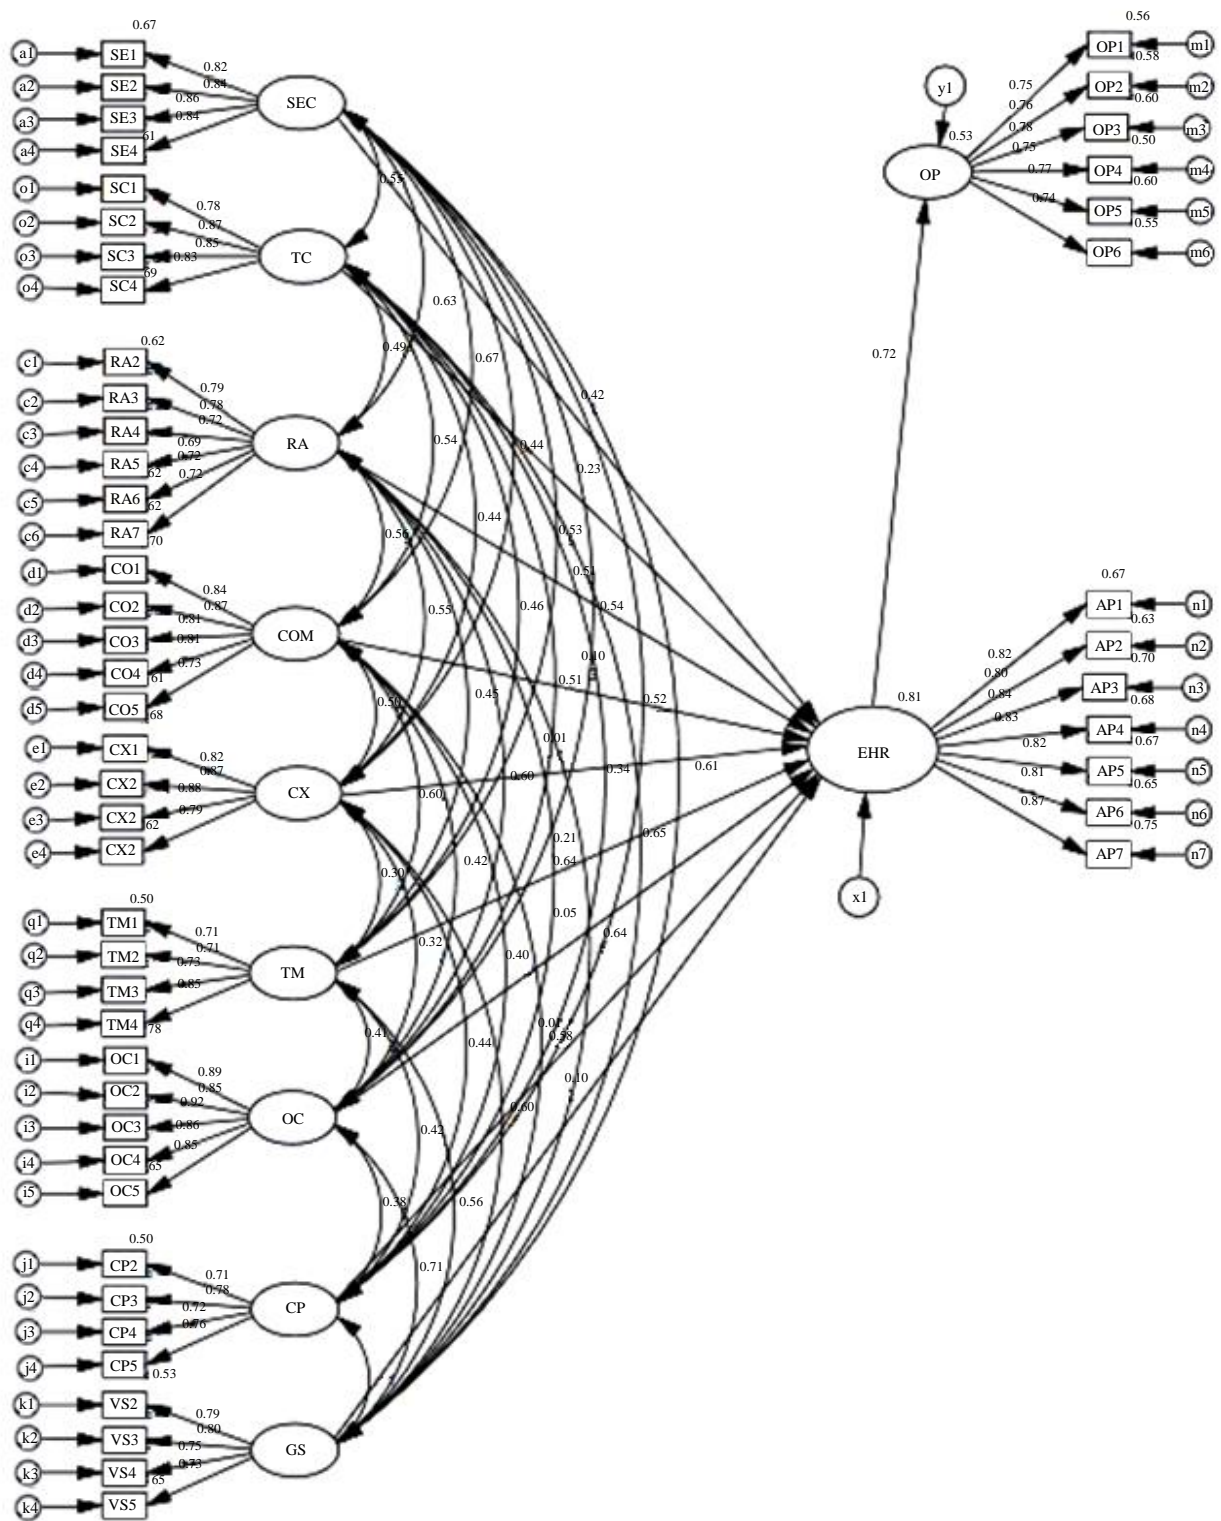 0.67
a1 SE1
0.82
a2 SE2
0.84
0.86
a3 SE3
0.84
a4 SE4
61
SEC
o1 SC1
0.78
o2 SC2
0.87
0.85
o3 SC3
0.83
69
o4 SC4
TC
0.62
c1 RA2
0.79
c2 RA3
0.78
0.72
c3 RA4
0.69
0.72
c4 RA5
62
0.72
c5 RA6
62
c6 RA7
70
RA
d1 CO1
0.84
d2 CO2
0.87
0.81
d3 CO3
0.81
0.73
d4 CO4
61
d5 CO5
68
COM
e1 CX1
0.82
0.87
e2 CX2
0.88
0.79
e3 CX2
62
e4 CX2
CX
0.50
q1 TM1
0.71
0.71
q2 TM2
0.73
0.85
q3 TM3
q4 TM4
78
TM
i1 OC1
0.89
0.85
i2 OC2
0.92
0.86
i3 OC3
0.85
i4 OC4
65
i5 OC5
OC
0.50
j1 CP2
0.71
0.78
j2 CP3
0.72
0.76
j3 CP4
j4 CP5
0.53
CP
k1 VS2
0.79
0.80
k2 VS3
0.75
0.73
k3 VS4
65
k4 VS5
GS
0.55
0.63
0.49
0.67
0.42
0.54
0.44
0.23
0.44
0.53
0.56
0.51
0.55
0.46
0.54
0.10
0.51
0.52
0.45
0.50
0.01
0.61
0.60
0.34
0.60
0.21
0.65
0.42
0.64
0.30
0.05
0.32
0.40
0.64
0.01
0.58
0.41
0.44
0.10
0.60
0.42
0.38
0.56
0.71
y1
0.53
OP
0.56
OP1 m1
0.58
0.75
OP2 m2
0.60
0.76
0.78
OP3 m3
0.50
0.75
0.77
OP4 m4
0.60
0.74
OP5 m5
0.55
OP6 m6
0.72
0.81
EHR
x1
0.67
AP1 n1
0.63
0.82
AP2 n2
0.70
0.80
0.84
AP3 n3
0.68
0.83
AP4 n4
0.67
0.82
AP5 n5
0.65
0.81
AP6 n6
0.75
0.87
AP7 n7